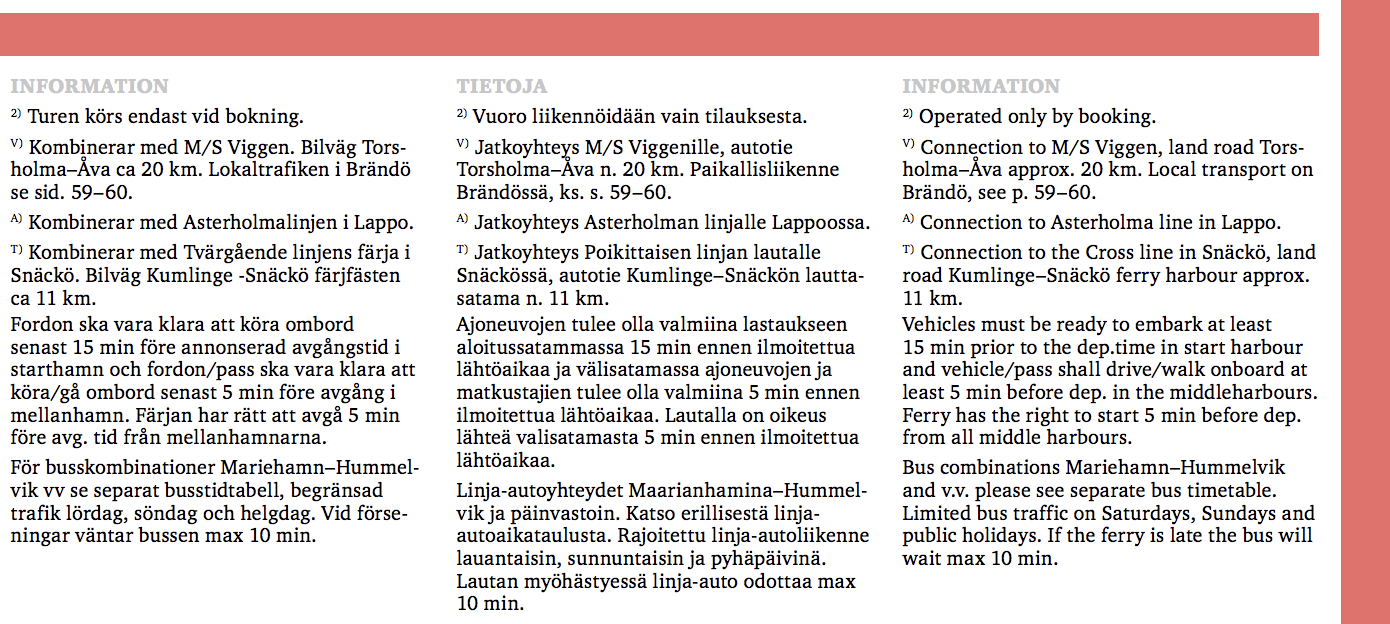 INFORMATION
2) Turen körs endast vid bokning.
V) Kombinerar med M/S Viggen. Bilväg Tors-
holma–Åva ca 20 km. Lokaltrafiken i Brändö
se sid. 59–60.
A) Kombinerar med Asterholmalinjen i Lappo.
T) Kombinerar med Tvärgående linjens färja i
Snäckö. Bilväg Kumlinge -Snäckö färjfästen
ca 11 km.
Fordon ska vara klara att köra ombord
senast 15 min före annonserad avgångstid i
starthamn och fordon/pass ska vara klara att
köra/gå ombord senast 5 min före avgång i
mellanhamn. Färjan har rätt att avgå 5 min
före avg. tid från mellanhamnarna.
För busskombinationer Mariehamn–Hummel-
vik vv se separat busstidtabell, begränsad
trafik lördag, söndag och helgdag. Vid förse-
ningar väntar bussen max 10 min.
TIETOJA
2) Vuoro liikennöidään vain tilauksesta.
V) Jatkoyhteys M/S Viggenille, autotie
Torsholma–Åva n. 20 km. Paikallisliikenne
Brändössä, ks. s. 59–60.
A) Jatkoyhteys Asterholman linjalle Lappoossa.
T) Jatkoyhteys Poikittaisen linjan lautalle
Snäckössä, autotie Kumlinge–Snäckön lautta-
satama n. 11 km.
Ajoneuvojen tulee olla valmiina lastaukseen
aloitussatammassa 15 min ennen ilmoitettua
lähtöaikaa ja välisatamassa ajoneuvojen ja
matkustajien tulee olla valmiina 5 min ennen
ilmoitettua lähtöaikaa. Lautalla on oikeus
lähteä valisatamasta 5 min ennen ilmoitettua
lähtöaikaa.
Linja-autoyhteydet Maarianhamina–Hummel-
vik ja päinvastoin. Katso erillisestä linja-
autoaikataulusta. Rajoitettu linja-autoliikenne
lauantaisin, sunnuntaisin ja pyhäpäivinä.
Lautan myöhästyessä linja-auto odottaa max
10 min.
INFORMATION
2) Operated only by booking.
V) Connection to M/S Viggen, land road Tors-
holma–Åva approx. 20 km. Local transport on
Brändö, see p. 59–60.
A) Connection to Asterholma line in Lappo.
T) Connection to the Cross line in Snäckö, land
road Kumlinge–Snäckö ferry harbour approx.
11 km.
Vehicles must be ready to embark at least
15 min prior to the dep.time in start harbour
and vehicle/pass shall drive/walk onboard at
least 5 min before dep. in the middleharbours.
Ferry has the right to start 5 min before dep.
from all middle harbours.
Bus combinations Mariehamn–Hummelvik
and v.v. please see separate bus timetable.
Limited bus traffic on Saturdays, Sundays and
public holidays. If the ferry is late the bus will
wait max 10 min.